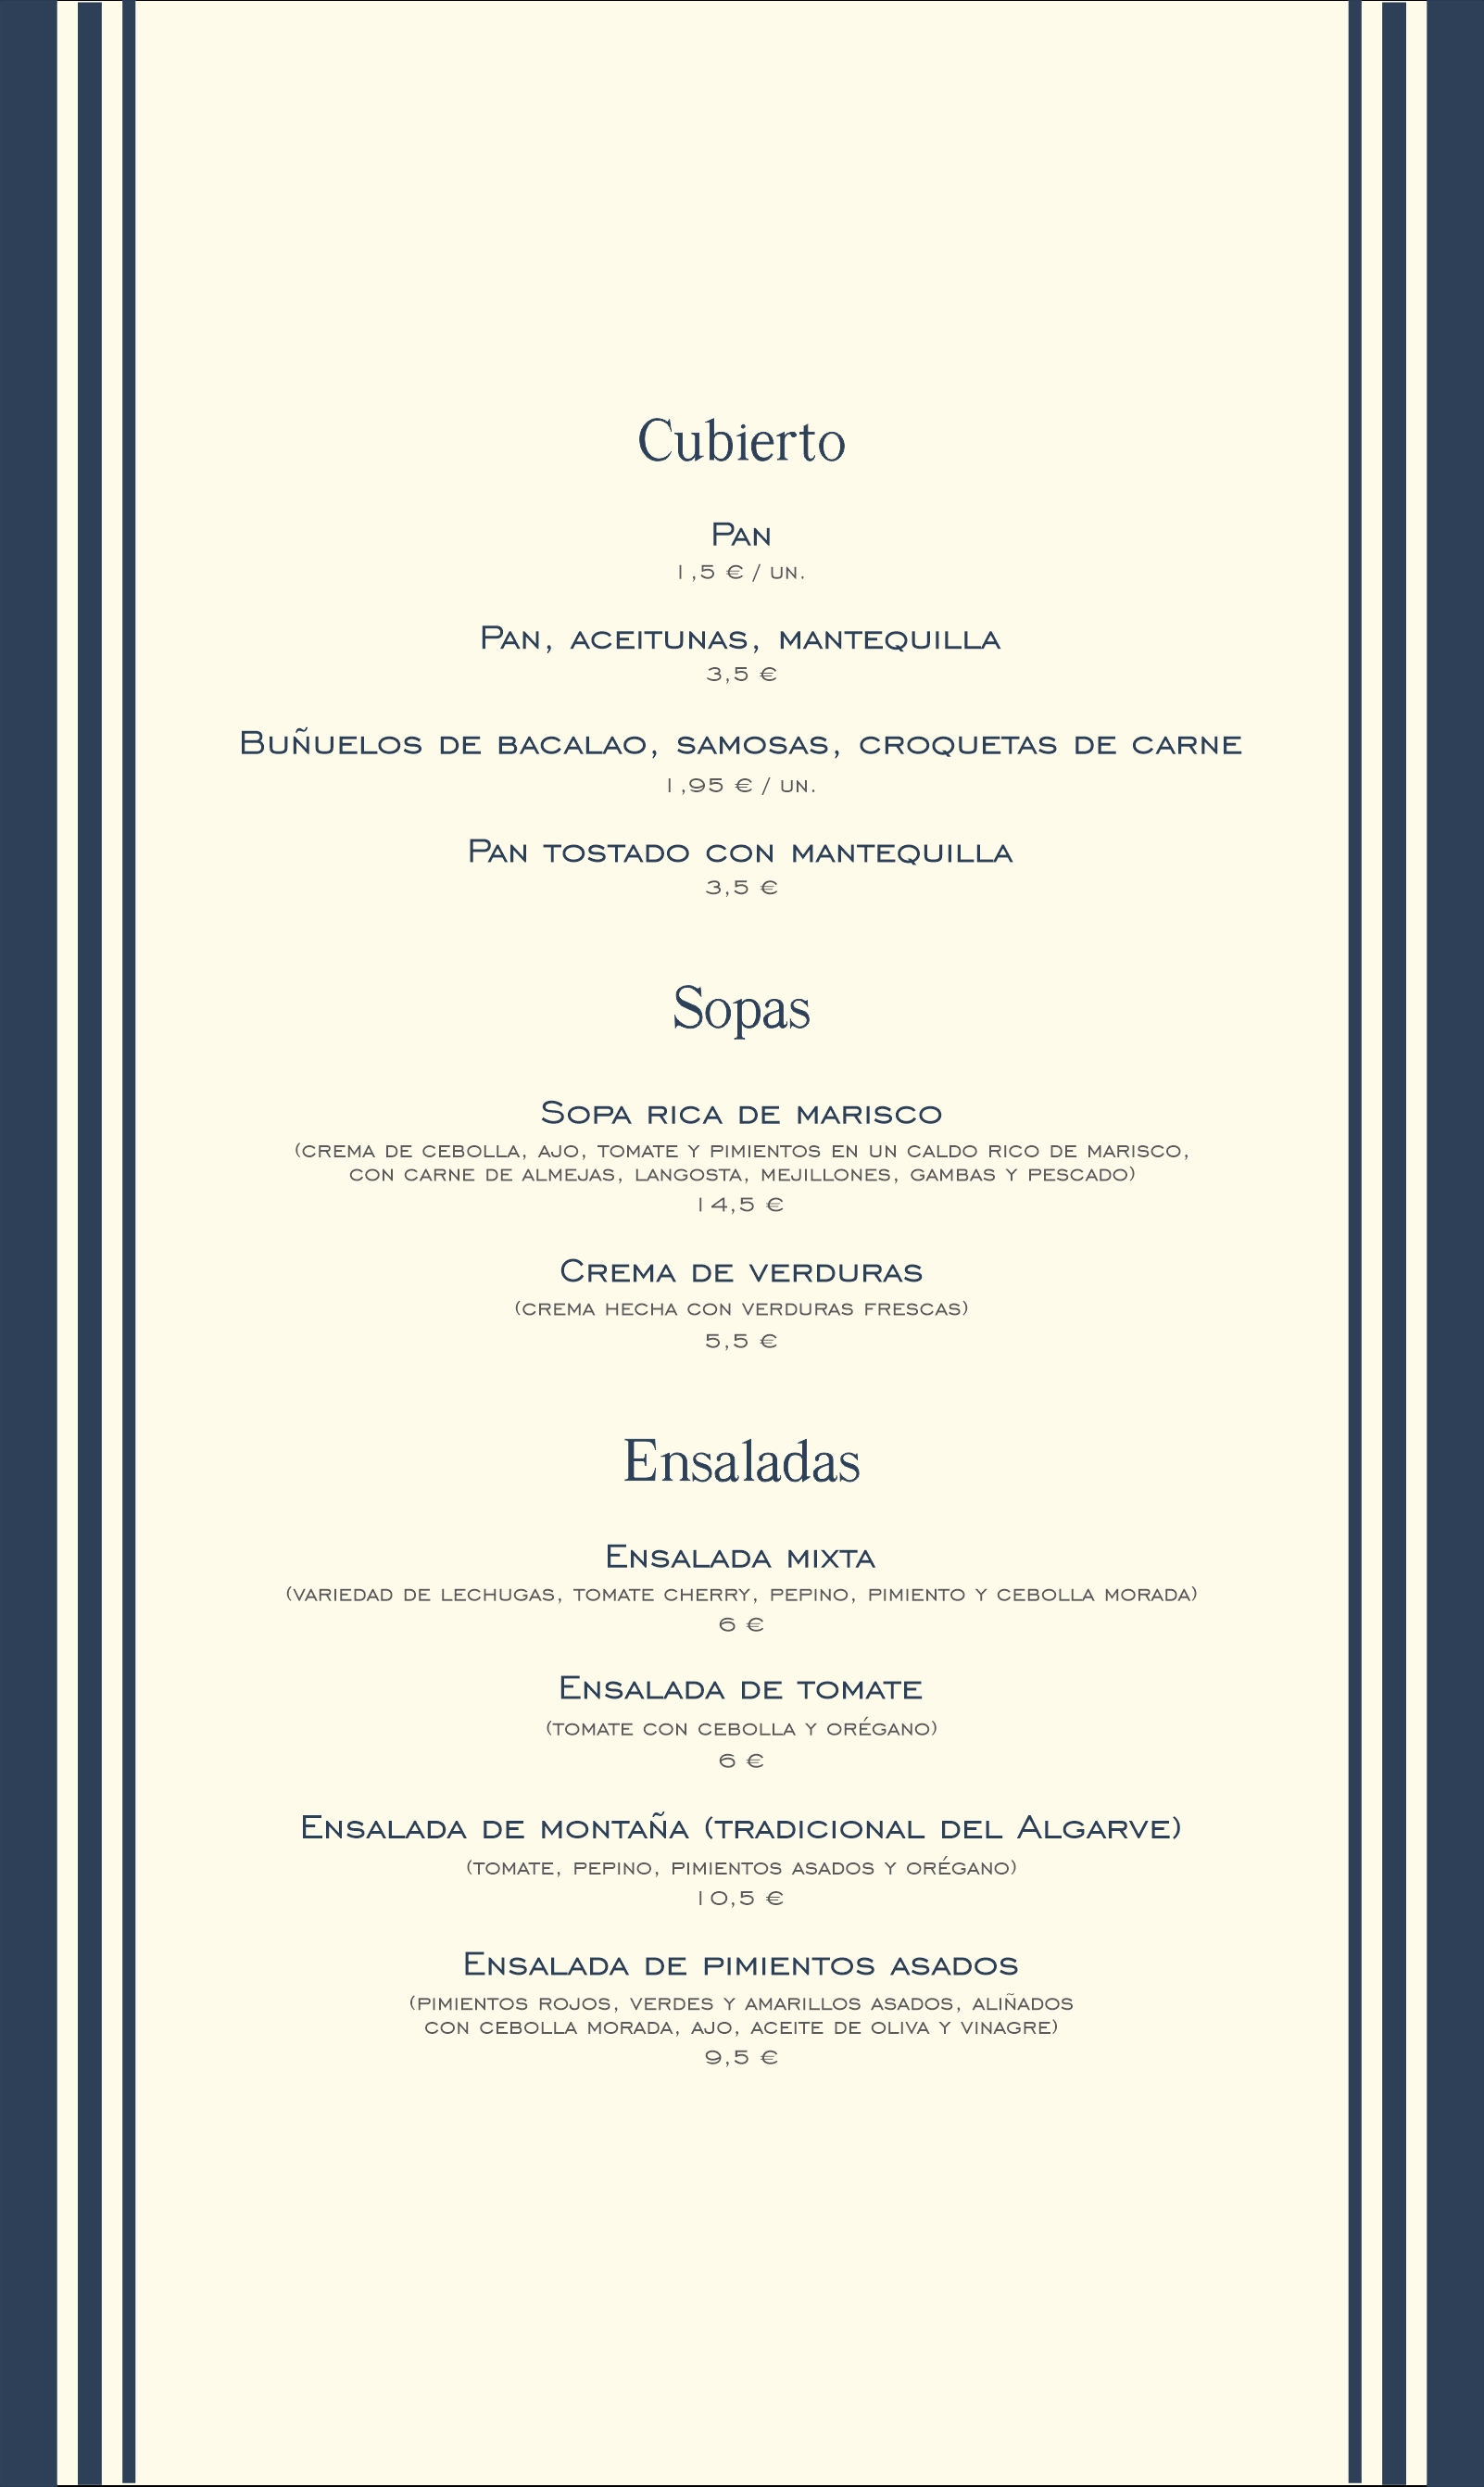 Cubierto
Pan
1,5 € / un.
Pan, aceitunas, mantequilla
3,5 €
Buñuelos de bacalao, samosas, croquetas de carne
1,95 € / un.
Pan tostado con mantequilla
3,5 €
Sopas
Sopa rica de marisco
(crema de cebolla, ajo, tomate y pimientos en un caldo rico de marisco,
con carne de almejas, langosta, mejillones, gambas y pescado)
14,5 €
Crema de verduras
(crema hecha con verduras frescas)
5,5 €
Ensaladas
Ensalada mixta
(variedad de lechugas, tomate cherry, pepino, pimiento y cebolla morada)
6 €
Ensalada de tomate
(tomate con cebolla y orégano)
6 €
Ensalada de montaña (tradicional del Algarve)
(tomate, pepino, pimientos asados y orégano)
10,5 €
Ensalada de pimientos asados
(pimientos rojos, verdes y amarillos asados, aliñados
con cebolla morada, ajo, aceite de oliva y vinagre)
9,5 €